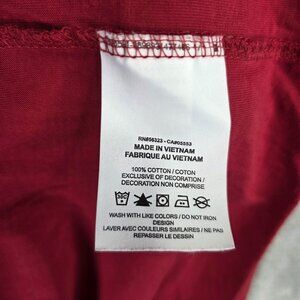 RN#56323 - CA#05553
MADE IN VIETNAM
FABRIQUE AU VIETNAM
100% COTTON / COTON
EXCLUSIVE OF DECORATION /
DECORATION NON COMPRISE
WASH WITH LIKE COLORS / DO NOT IRON
DESIGN
LAVER AVEC COULEURS SIMILAIRES / NE PAS
REPASSER LE DESSIN